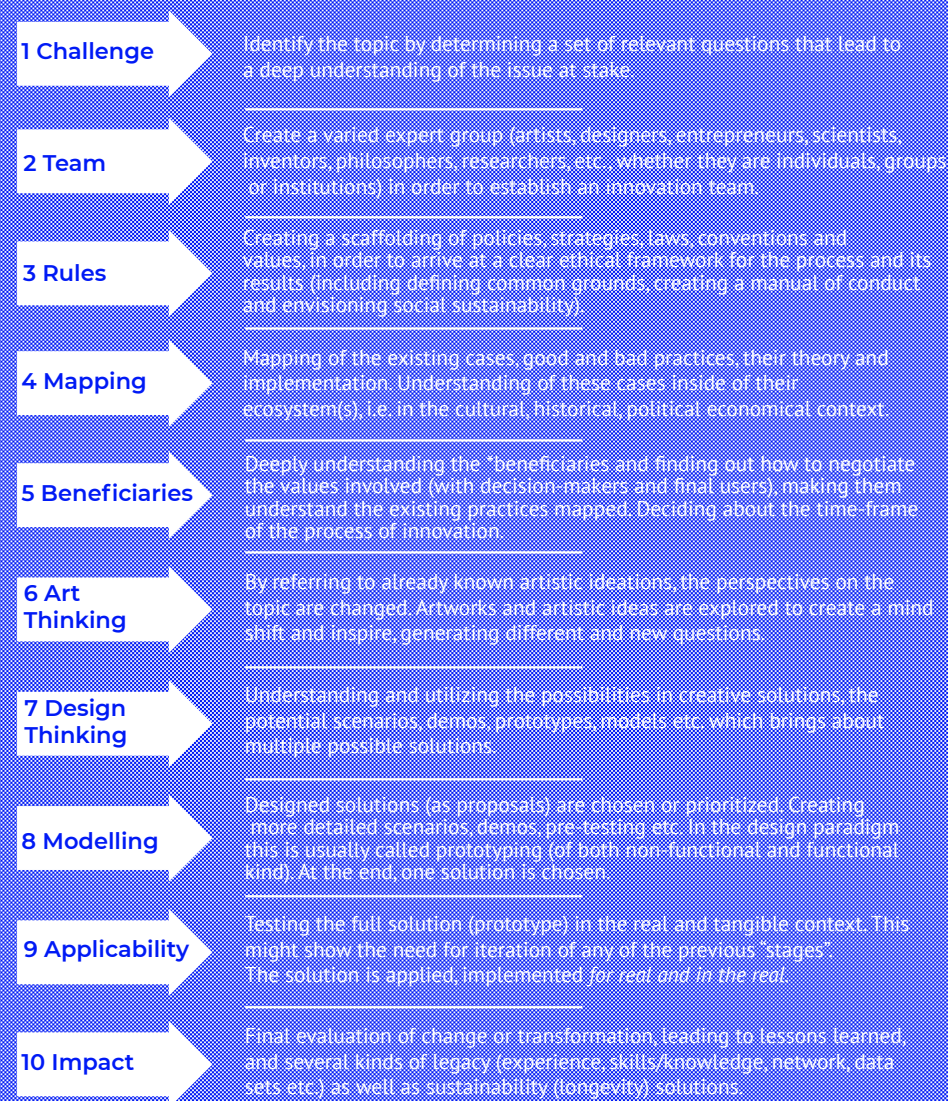 1 Challenge
Identify the topic by determining a set of relevant questions that lead to
a deep understanding of the issue at stake.
2 Team
Create a varied expert group (artists, designers, entrepreneurs, scientists,
inventors, philosophers, researchers, etc., whether they are individuals, groups
or institutions) in order to establish an innovation team.
3 Rules
Creating a scaffolding of policies, strategies, laws, conventions and
values, in order to arrive at a clear ethical framework for the process and its
results (including defining common grounds, creating a manual of conduct
and envisioning social sustainability).
4 Mapping
Mapping of the existing cases, good and bad practices, their theory and
implementation. Understanding of these cases inside of their
ecosystem(s), i.e. in the cultural, historical, political economical context.
5 Beneficiaries
Deeply understanding the *beneficiaries and finding out how to negotiate
the values involved (with decision-makers and final users), making them
understand the existing practices mapped. Deciding about the time-frame
of the process of innovation.
6 Art
Thinking
By referring to already known artistic ideations, the perspectives on the
topic are changed. Artworks and artistic ideas are explored to create a mind
shift and inspire, generating different and new questions.
7 Design
Thinking
Understanding and utilizing the possibilities in creative solutions, the
potential scenarios, demos, prototypes, models etc. which brings about
multiple possible solutions.
8 Modelling
Designed solutions (as proposals) are chosen or prioritized. Creating
more detailed scenarios, demos, pre-testing etc. In the design paradigm
this is usually called prototyping (of both non-functional and functional
kind). At the end, one solution is chosen.
9 Applicability
Testing the full solution (prototype) in the real and tangible context. This
might show the need for iteration of any of the previous “stages”.
The solution is applied, implemented for real and in the real.
10 Impact
Final evaluation of change or transformation, leading to lessons learned,
and several kinds of legacy (experience, skills/knowledge, network, data
sets etc.) as well as sustainability (longevity) solutions.